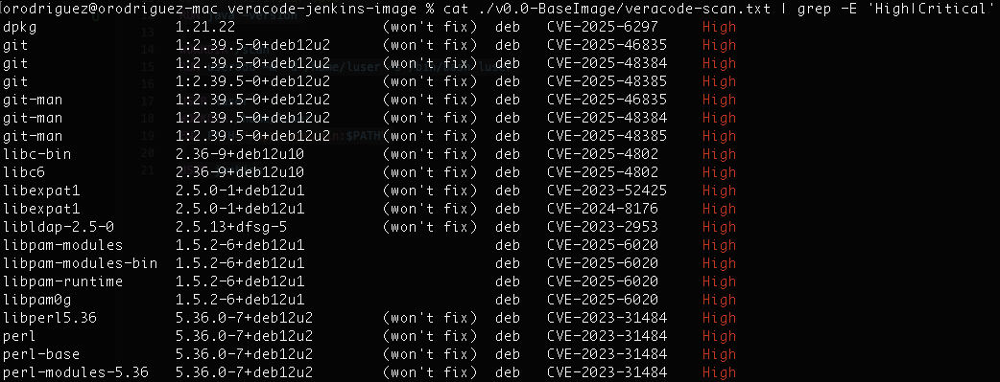 orodriguez@orodriguez-mac veracode-jenkins-image % cat ./v0.0-BaseImage/veracode-scan.txt | grep -E 'High|Critical'
dpkg 1.21.22 (won't fix) deb CVE-2025-6297 High
git 1:2.39.5-0+deb12u2 (won't fix) deb CVE-2025-46835 High
git 1:2.39.5-0+deb12u2 (won't fix) deb CVE-2025-48384 High
git 1:2.39.5-0+deb12u2 (won't fix) deb CVE-2025-48385 High
git-man 1:2.39.5-0+deb12u2 (won't fix) deb CVE-2025-46835 High
git-man 1:2.39.5-0+deb12u2 (won't fix) deb CVE-2025-48384 High
git-man 1:2.39.5-0+deb12u2 (won't fix) deb CVE-2025-48385 High
libc-bin 2.36-9+deb12u10 (won't fix) deb CVE-2025-4802 High
libc6 2.36-9+deb12u10 (won't fix) deb CVE-2025-4802 High
libexpat1 2.5.0-1+deb12u1 (won't fix) deb CVE-2023-52425 High
libexpat1 2.5.0-1+deb12u1 (won't fix) deb CVE-2024-8176 High
libldap-2.5-0 2.5.13+dfsg-5 (won't fix) deb CVE-2023-2953 High
libpam-modules 1.5.2-6+deb12u1 deb CVE-2025-6020 High
libpam-modules-bin 1.5.2-6+deb12u1 deb CVE-2025-6020 High
libpam-runtime 1.5.2-6+deb12u1 deb CVE-2025-6020 High
libpam0g 1.5.2-6+deb12u1 deb CVE-2025-6020 High
libperl5.36 5.36.0-7+deb12u2 (won't fix) deb CVE-2023-31484 High
perl 5.36.0-7+deb12u2 (won't fix) deb CVE-2023-31484 High
perl-base 5.36.0-7+deb12u2 (won't fix) deb CVE-2023-31484 High
perl-modules-5.36 5.36.0-7+deb12u2 (won't fix) deb CVE-2023-31484 High